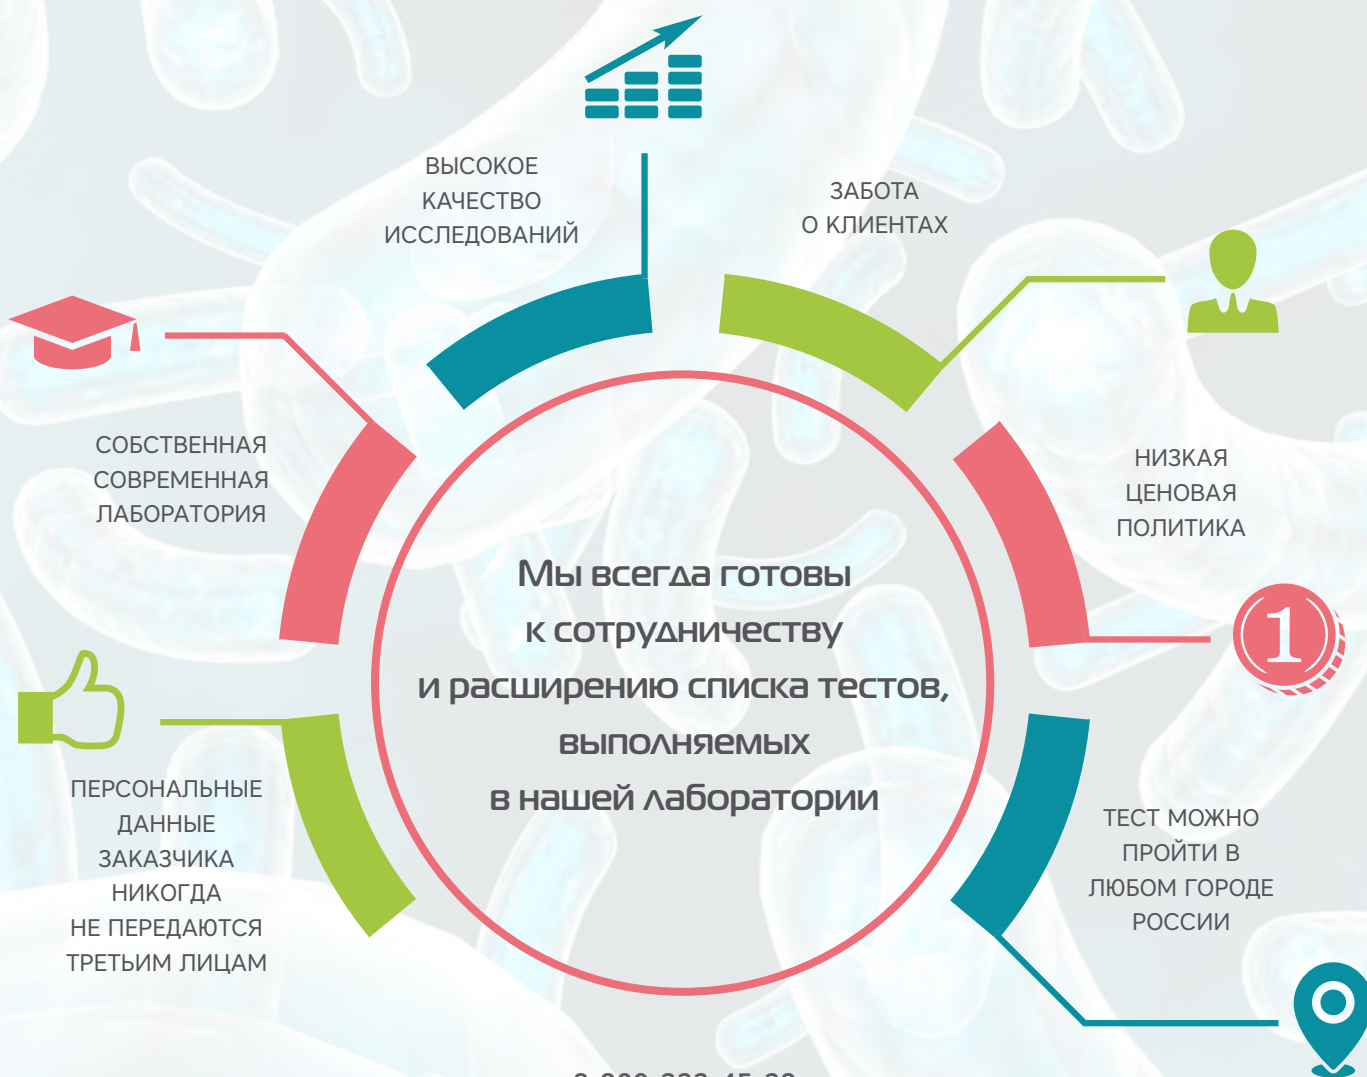 ВЫСОКОЕ
КАЧЕСТВО
ИССЛЕДОВАНИЙ
ЗАБОТА
О КЛИЕНТАХ
СОБСТВЕННАЯ
СОВРЕМЕННАЯ
ЛАБОРАТОРИЯ
НИЗКАЯ
ЦЕНОВАЯ
ПОЛИТИКА
1
Мы всегда готовы
к сотрудничеству
и расширению списка тестов,
выполняемых
в нашей лаборатории
ПЕРСОНАЛЬНЫЕ
ДАННЫЕ
ЗАКАЗЧИКА
НИКОГДА
НЕ ПЕРЕДАЮТСЯ
ТРЕТЬИМ ЛИЦАМ
ТЕСТ МОЖНО
ПРОЙТИ В
ЛЮБОМ ГОРОДЕ
РОССИИ